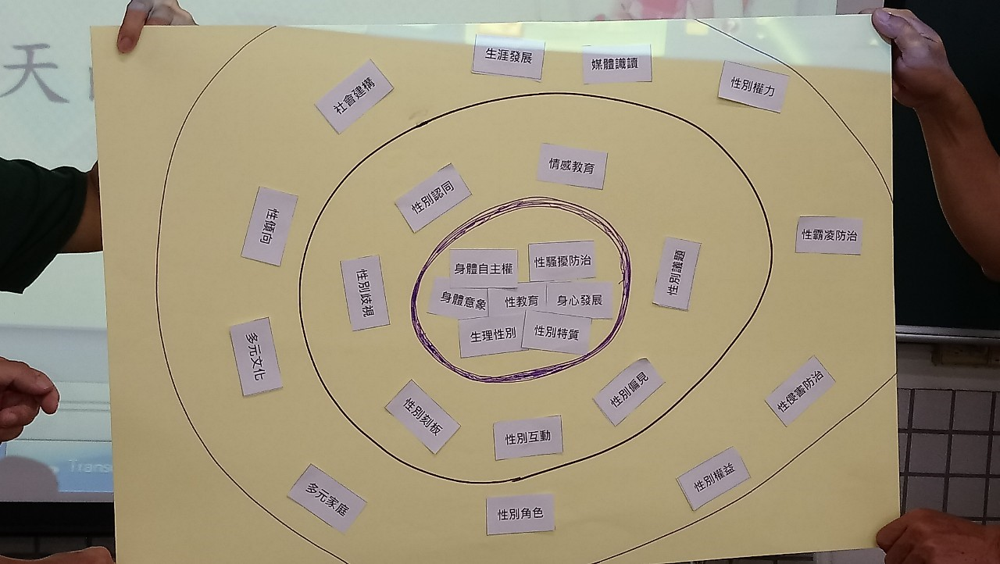 天
生涯發展
媒體識讀
性別權力
社會建構
情感教育
性別認同
性傾向
性霸凌防治
身體自主權
性騷擾防治
性別議題
性別歧視
身體意象
性教育
身心發展
生理性別
性別特質
多元文化
性別偏見
性侵害防治
性別刻板
性別互動
性別權益
多元家庭
性別角色